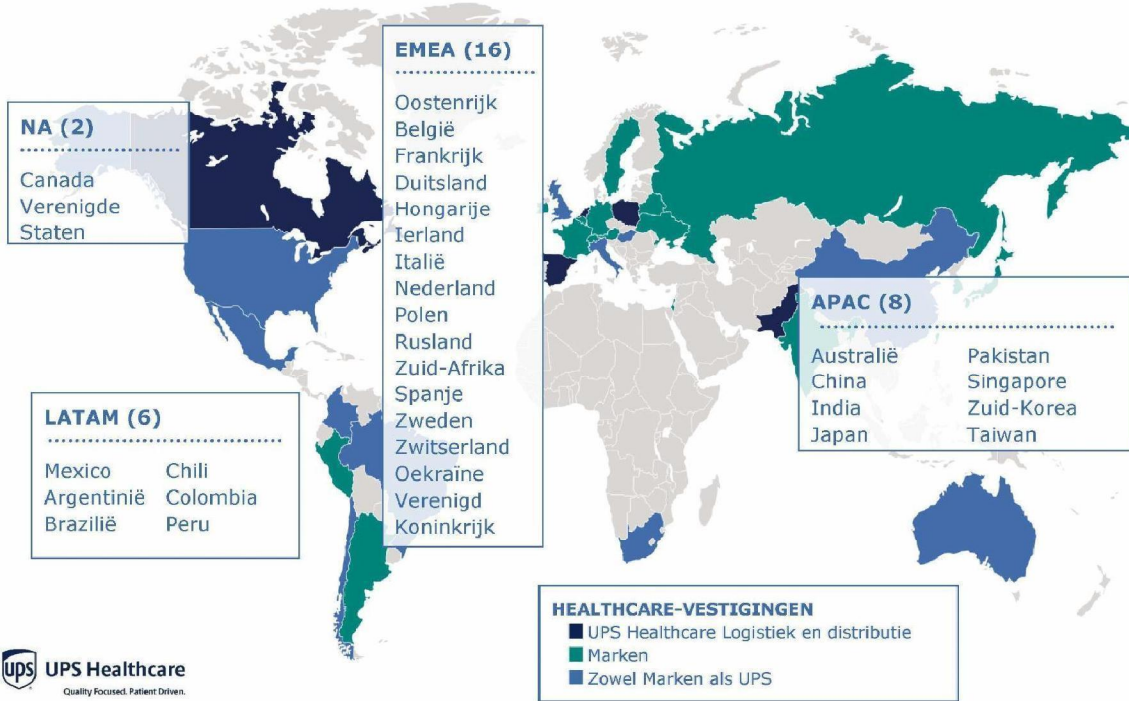 EMEA (16)
Oostenrijk
België
Frankrijk
Duitsland
Hongarije
Ierland
Italië
Nederland
Polen
Rusland
Zuid-Afrika
Spanje
Zweden
Zwitserland
Oekraïne
Verenigd
Koninkrijk
NA (2)
Canada
Verenigde
Staten
LATAM (6)
Mexico Chili
Argentinië Colombia
Brazilië Peru
APAC (8)
Australië Pakistan
China Singapore
India Zuid-Korea
Japan Taiwan
HEALTHCARE-VESTIGINGEN
UPS Healthcare Logistiek en distributie
Marken
Zowel Marken als UPS
ups UPS Healthcare
Quality Focused. Patient Driven.